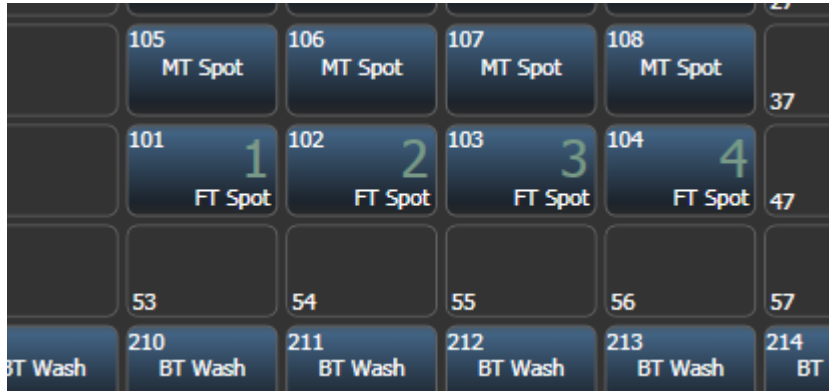 27
105 106 107 108
MT Spot MT Spot MT Spot MT Spot
37
101 1 102 2 103 3 104 4
FT Spot FT Spot FT Spot FT Spot 47
53 54 55 56 57
210 211 212 213 214
BT Wash BT Wash BT Wash BT Wash BT Wash BT